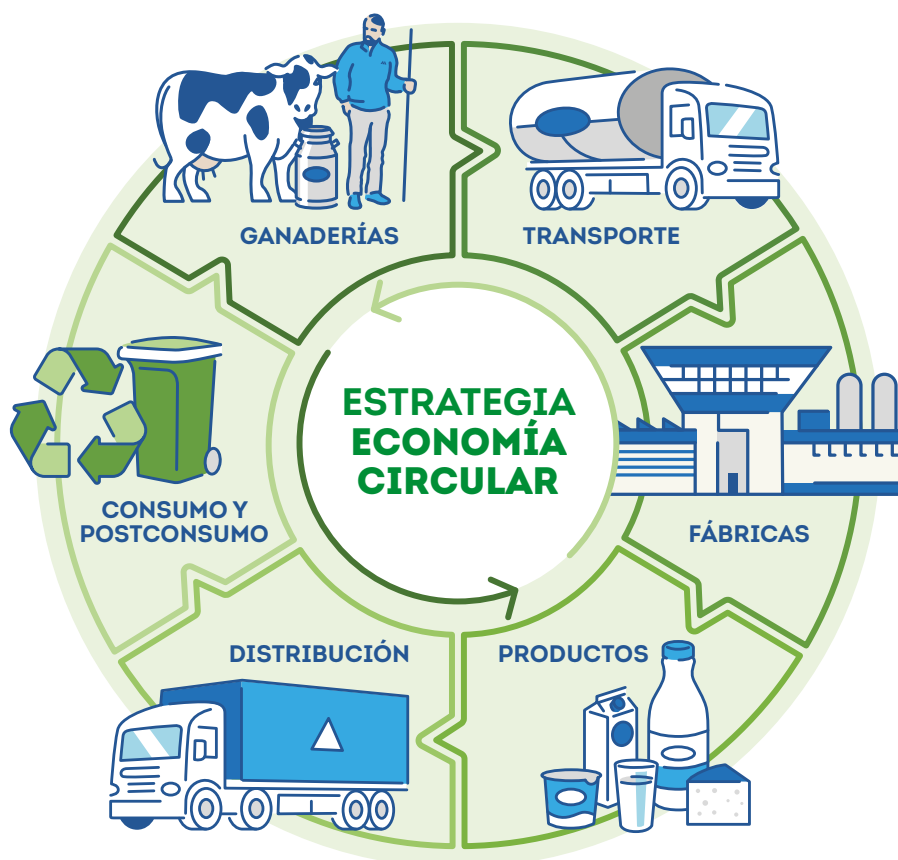 GANADERÍAS
TRANSPORTE
ESTRATEGIA
ECONOMÍA
CIRCULAR
CONSUMO Y
POSTCONSUMO
FÁBRICAS
DISTRIBUCIÓN
PRODUCTOS